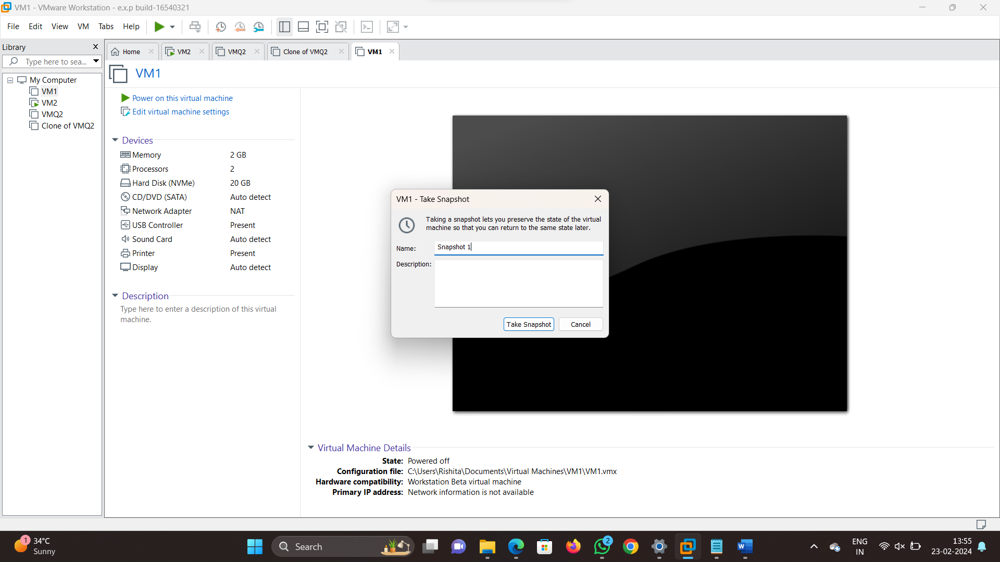 VM1 - VMware Workstation - e.x.p build-16540321
File Edit View VM Tabs Help
Library
Type here to sea...
My Computer
VM1
VM2
VMQ2
Clone of VMQ2
Home VM2 VMQ2 Clone of VMQ2 VM1
VM1
Power on this virtual machine
Edit virtual machine settings
Devices
Memory 2 GB
Processors 2
Hard Disk (NVMe) 20 GB
CD/DVD (SATA) Auto detect
Network Adapter NAT
USB Controller Present
Sound Card Auto detect
Printer Present
Display Auto detect
Description
Type here to enter a description of this virtual
machine.
VM1 - Take Snapshot
Taking a snapshot lets you preserve the state of the virtual
machine so that you can return to the same state later.
Name: Snapshot 1
Description:
Take Snapshot Cancel
Virtual Machine Details
State: Powered off
Configuration file: C:\Users\Rishita\Documents\Virtual Machines\VM1\VM1.vmx
Hardware compatibility: Workstation Beta virtual machine
Primary IP address: Network information is not available
1
34°C
Sunny
Search
2
ENG
IN
13:55
23-02-2024